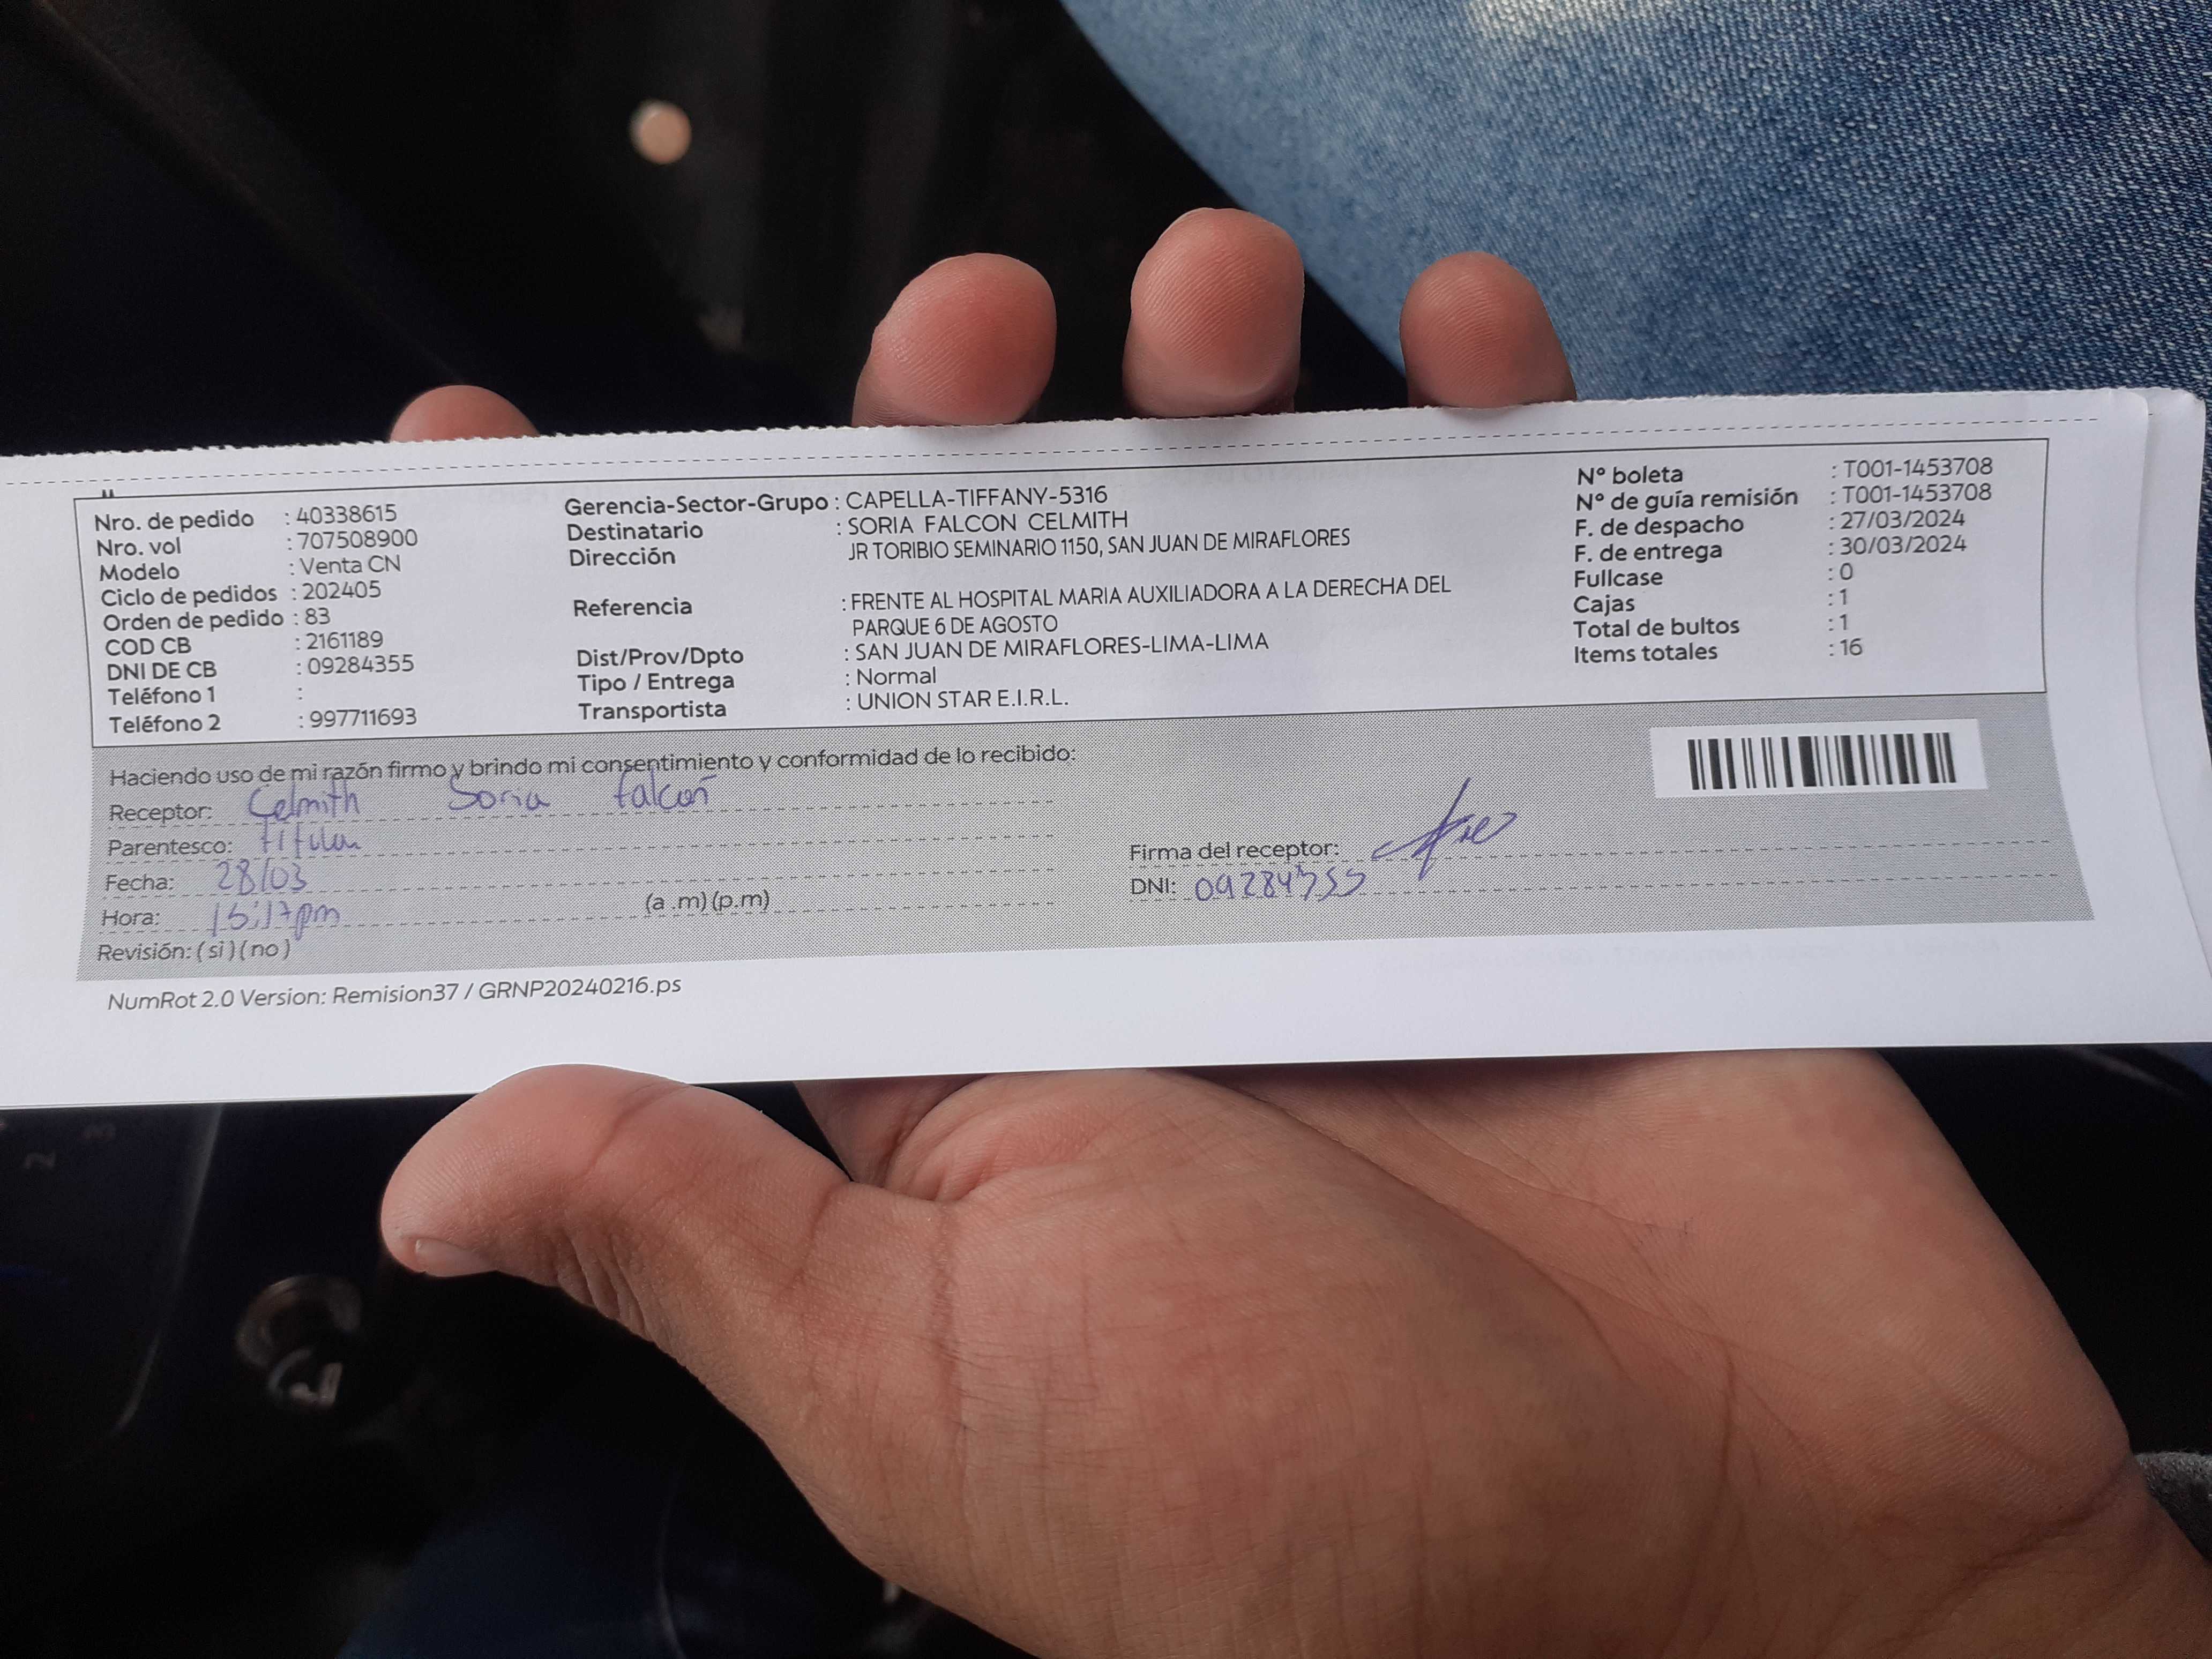 Nro. de pedido : 40338615
Nro. vol : 707508900
Modelo : Venta CN
Ciclo de pedidos : 202405
Orden de pedido : 83
COD CB : 2161189
DNI DE CB : 09284355
Teléfono 1 :
Teléfono 2 : 997711693
Gerencia-Sector-Grupo : CAPELLA-TIFFANY-5316
Destinatario : SORIA FALCON CELMITH
Dirección JR TORIBIO SEMINARIO 1150, SAN JUAN DE MIRAFLORES
Referencia : FRENTE AL HOSPITAL MARIA AUXILIADORA A LA DERECHA DEL
PARQUE 6 DE AGOSTO
Dist/Prov/Dpto : SAN JUAN DE MIRAFLORES-LIMA-LIMA
Tipo / Entrega : Normal
Transportista : UNION STAR E.I.R.L.
N° boleta : T001-1453708
N° de guía remisión : T001-1453708
F. de despacho : 27/03/2024
F. de entrega : 30/03/2024
Fullcase : 0
Cajas : 1
Total de bultos : 1
Items totales : 16
Haciendo uso de mi razón firmo y brindo mi consentimiento y conformidad de lo recibido:
Receptor: Celmith Soria falcon
Parentesco: titular
Fecha: 28/03
Hora: 15:17pm (a .m) (p.m)
Revisión: ( si ) ( no )
Firma del receptor:
DNI: 09284355
NumRot 2.0 Version: Remision37 / GRNP20240216.ps